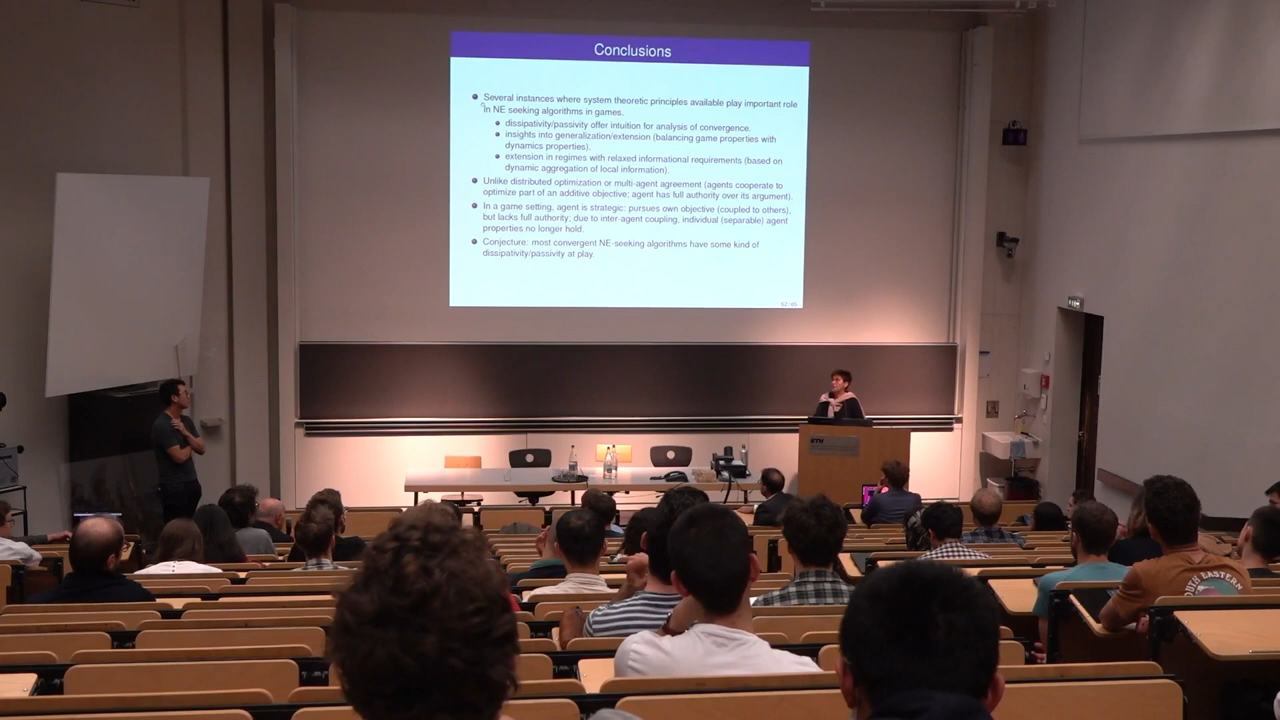 Conclusions
Several instances where system theoretic principles available play important role
in NE seeking algorithms in games.
dissipativity/passivity offer intuition for analysis of convergence.
insights into generalization/extension (balancing game properties with
dynamics properties).
extension in regimes with relaxed informational requirements (based on
dynamic aggregation of local information).
Unlike distributed optimization or multi-agent agreement (agents cooperate to
optimize part of an additive objective; agent has full authority over its argument).
In a game setting, agent is strategic: pursues own objective (coupled to others),
but lacks full authority; due to inter-agent coupling, individual (separable) agent
properties no longer hold.
Conjecture: most convergent NE-seeking algorithms have some kind of
dissipativity/passivity at play.
ETH
SOUTH EASTERN